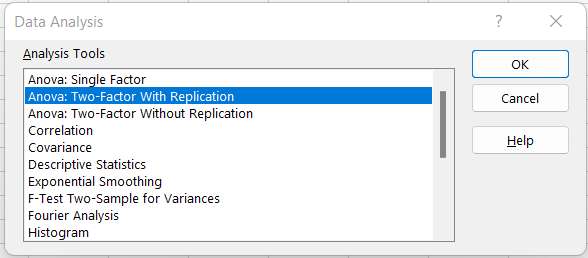 Data Analysis
?
Analysis Tools
Anova: Single Factor
Anova: Two-Factor With Replication
Anova: Two-Factor Without Replication
Correlation
Covariance
Descriptive Statistics
Exponential Smoothing
F-Test Two-Sample for Variances
Fourier Analysis
Histogram
OK
Cancel
Help